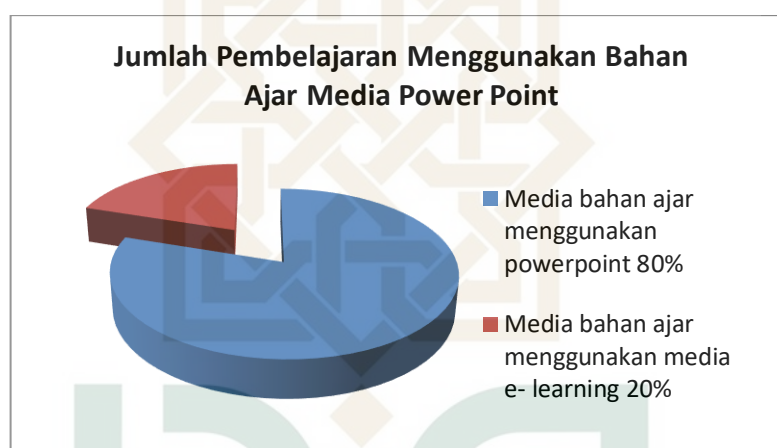 Jumlah Pembelajaran Menggunakan Bahan
Ajar Media Power Point
Media bahan ajar
menggunakan
powerpoint 80%
Media bahan ajar
menggunakan media
e- learning 20%